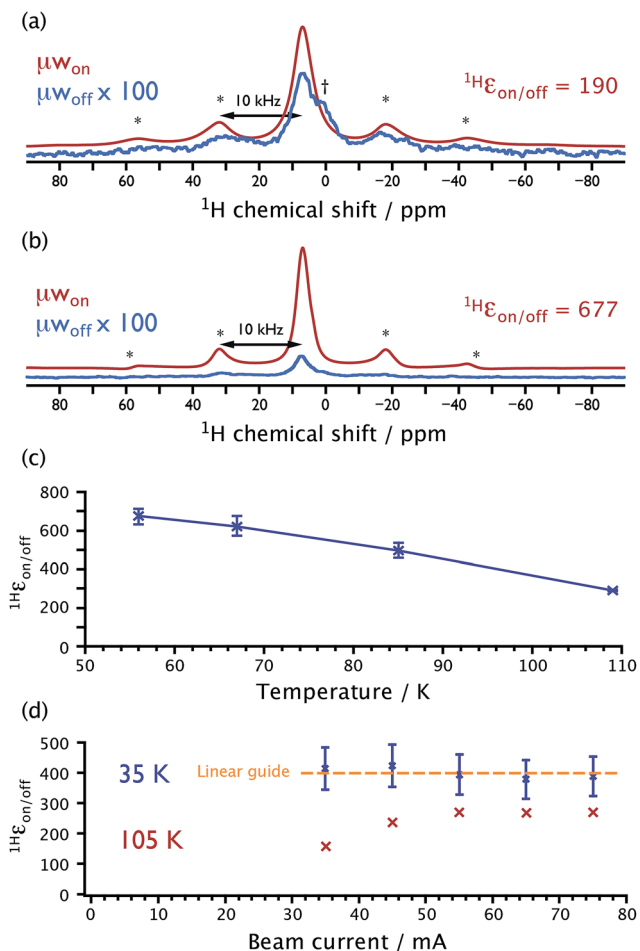 (a)
μw_on
μw_off x 100
10 kHz
* * † * *
¹Hε_on/off = 190
80 60 40 20 0 −20 −40 −60 −80
¹H chemical shift / ppm
(b)
μw_on
μw_off x 100
10 kHz
* * * *
¹Hε_on/off = 677
80 60 40 20 0 −20 −40 −60 −80
¹H chemical shift / ppm
(c)
¹Hε_on/off
800
600
400
200
0
50 60 70 80 90 100 110
Temperature / K
(d)
¹Hε_on/off
500
400
300
200
100
0
35 K
Linear guide
105 K
0 10 20 30 40 50 60 70 80
Beam current / mA